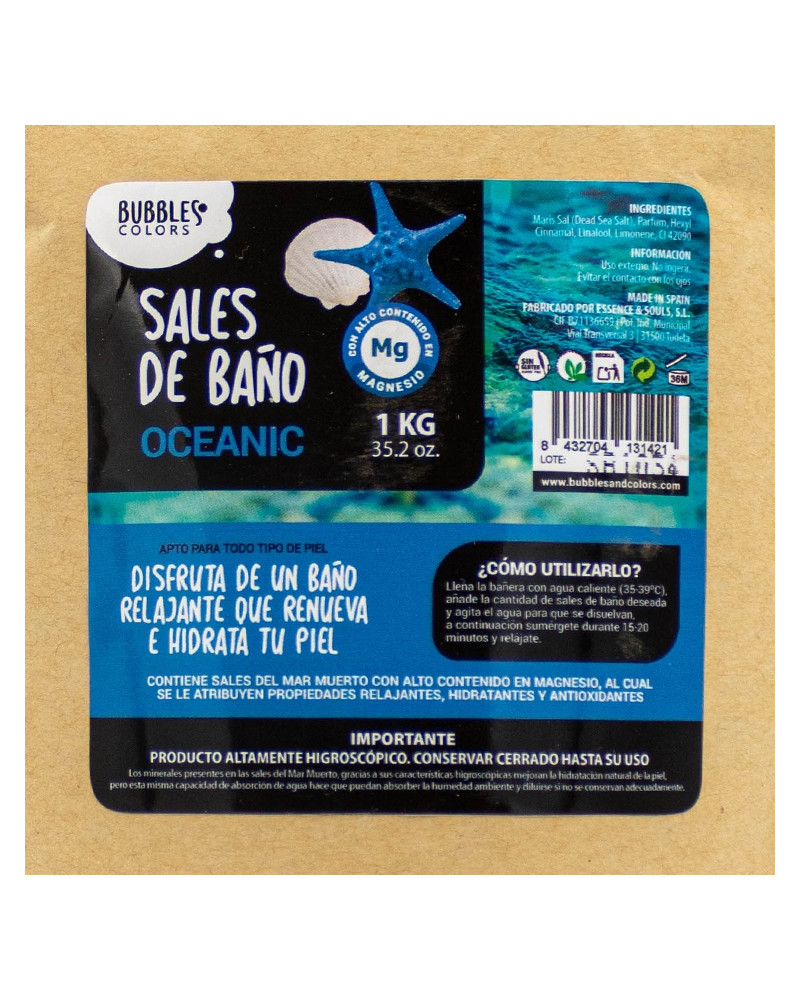 BUBBLES
COLORS
SALES
DE BAÑO
OCEANIC
CON ALTO CONTENIDO EN
Mg
MAGNESIO
1 KG
35.2 oz.
INGREDIENTES
Maris Sal (Dead Sea Salt), Parfum, Hexyl
Cinnamal, Linalool, Limonene, CI 42090
INFORMACIÓN
Uso externo. No ingerir.
Evitar el contacto con los ojos
MADE IN SPAIN
FABRICADO POR ESSENCE & SOULS, S.L.
CIF B71136659 | Pol. Ind. Municipal
Vial Transversal 3 | 31500 Tudela
SIN
GLUTEN
RECICLA
36M
8 432704 131421
LOTE:
www.bubblesandcolors.com
APTO PARA TODO TIPO DE PIEL
DISFRUTA DE UN BAÑO
RELAJANTE QUE RENUEVA
E HIDRATA TU PIEL
¿CÓMO UTILIZARLO?
Llena la bañera con agua caliente (35-39ºC),
añade la cantidad de sales de baño deseada
y agita el agua para que se disuelvan.
a continuación sumérgete durante 15-20
minutos y relájate.
CONTIENE SALES DEL MAR MUERTO CON ALTO CONTENIDO EN MAGNESIO, AL CUAL
SE LE ATRIBUYEN PROPIEDADES RELAJANTES, HIDRATANTES Y ANTIOXIDANTES
IMPORTANTE
PRODUCTO ALTAMENTE HIGROSCÓPICO. CONSERVAR CERRADO HASTA SU USO
Los minerales presentes en las sales del Mar Muerto, gracias a sus características higroscópicas mejoran la hidratación natural de la piel,
pero esta misma capacidad de absorcion de agua hace que puedan absorber la humedad ambiente y diluirse si no se conservan adecuadamente.